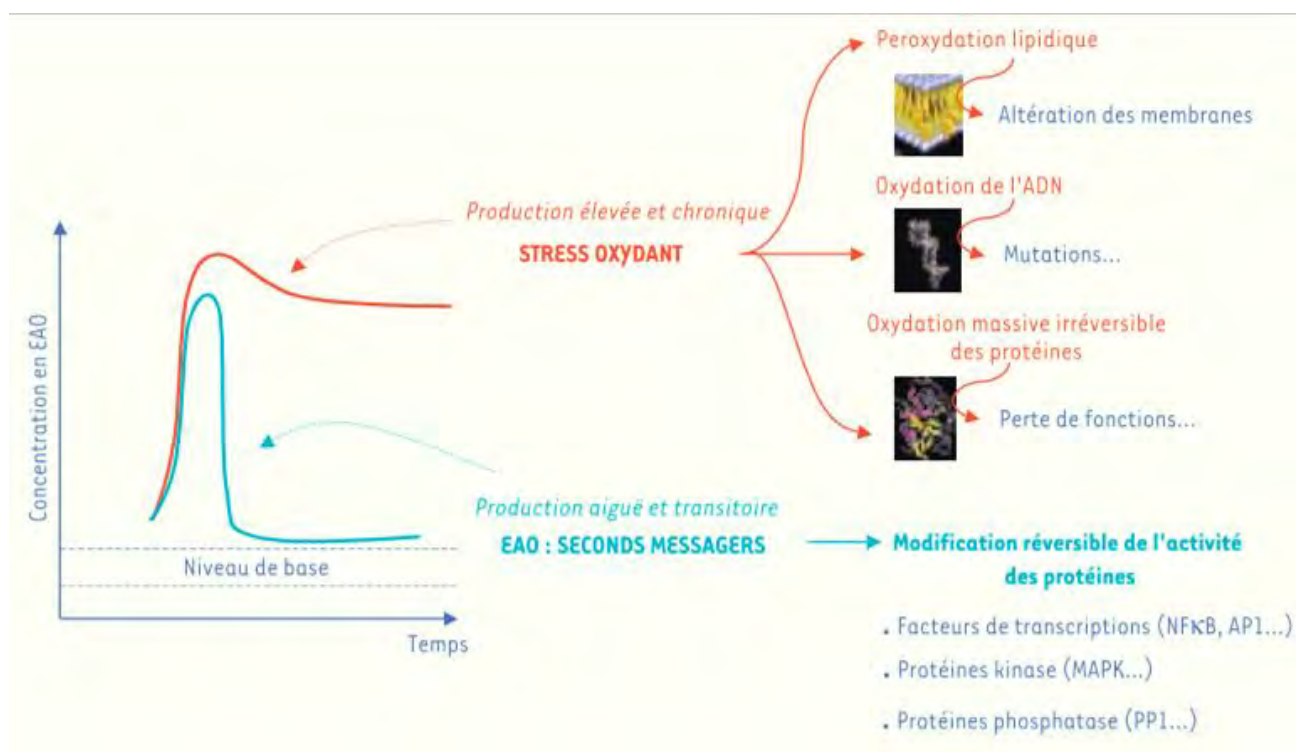 Peroxydation lipidique
Altération des membranes
Oxydation de l'ADN
Mutations...
Oxydation massive irréversible
des protéines
Perte de fonctions...
Production élevée et chronique
STRESS OXYDANT
Concentration en EAO
Niveau de base
Temps
Production aiguë et transitoire
EAO : SECONDS MESSAGERS
Modification réversible de l'activité
des protéines
. Facteurs de transcriptions (NFκB, AP1...)
. Protéines kinase (MAPK...)
. Protéines phosphatase (PP1...)